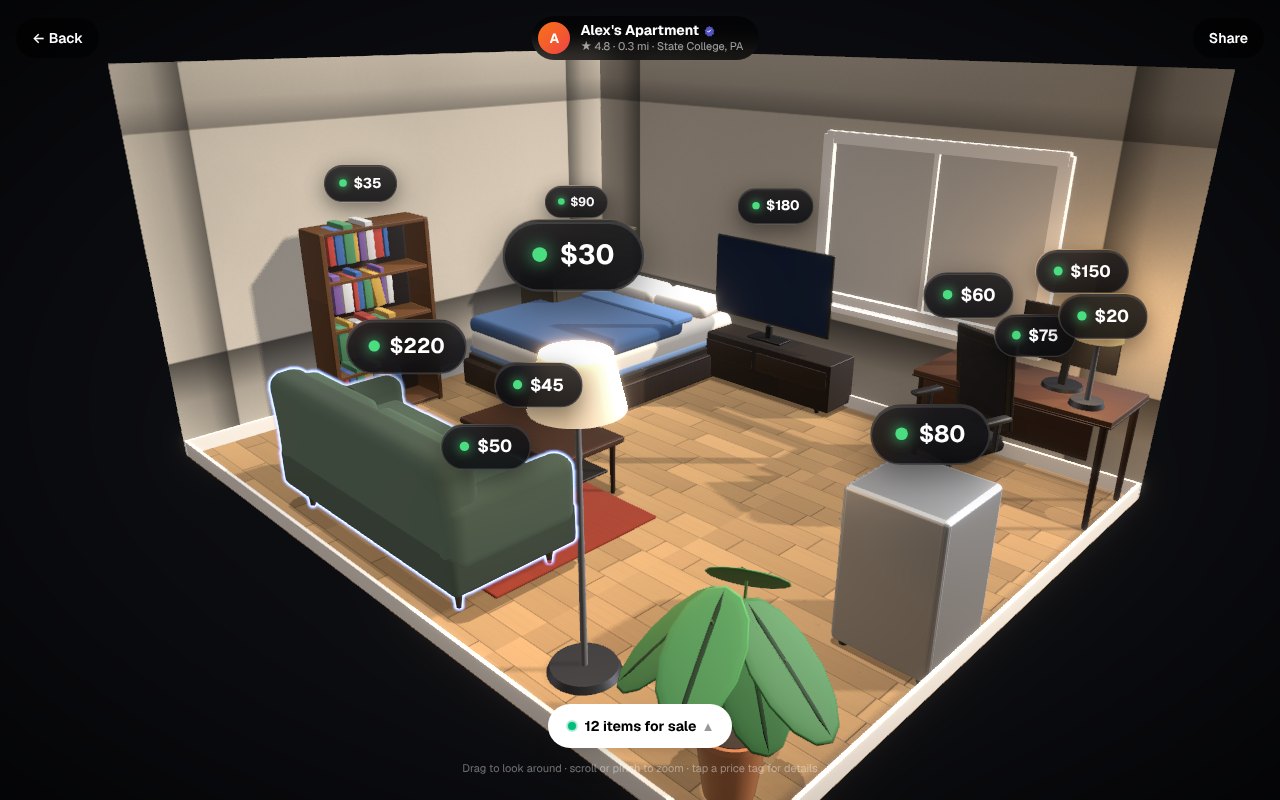 ← Back
A
Alex's Apartment
★ 4.8 · 0.3 mi · State College, PA
Share
$35
$90
$180
$30
$150
$60
$20
$75
$220
$45
$80
$50
12 items for sale ▲
Drag to look around · scroll or pinch to zoom · tap a price tag for details